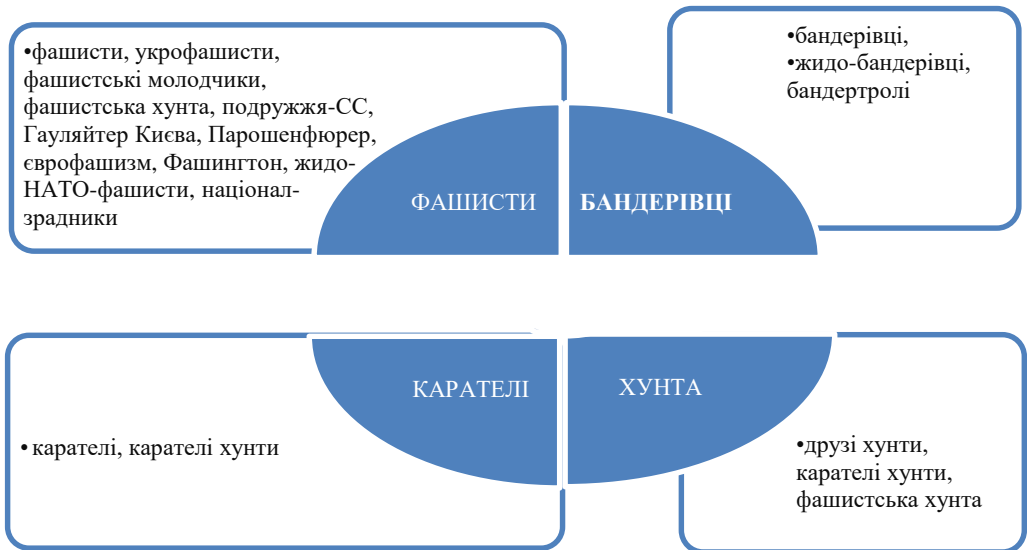 •фашисти, укрофашисти,
фашистські молодчики,
фашистська хунта, подружжя-СС,
Гауляйтер Києва, Парошенфюрер,
єврофашизм, Фашингтон, жидо-
НАТО-фашисти, націонал-
зрадники
•бандерівці,
•жидо-бандерівці,
бандертролі
ФАШИСТИ
БАНДЕРІВЦІ
КАРАТЕЛІ
ХУНТА
•карателі, карателі хунти
•друзі хунти,
карателі хунти,
фашистська хунта